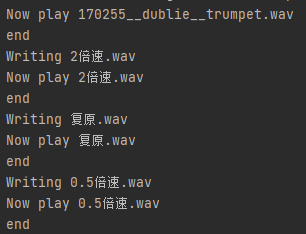 Now play 170255__dublie__trumpet.wav
end
Writing 2倍速.wav
Now play 2倍速.wav
end
Writing 复原.wav
Now play 复原.wav
end
Writing 0.5倍速.wav
Now play 0.5倍速.wav
end